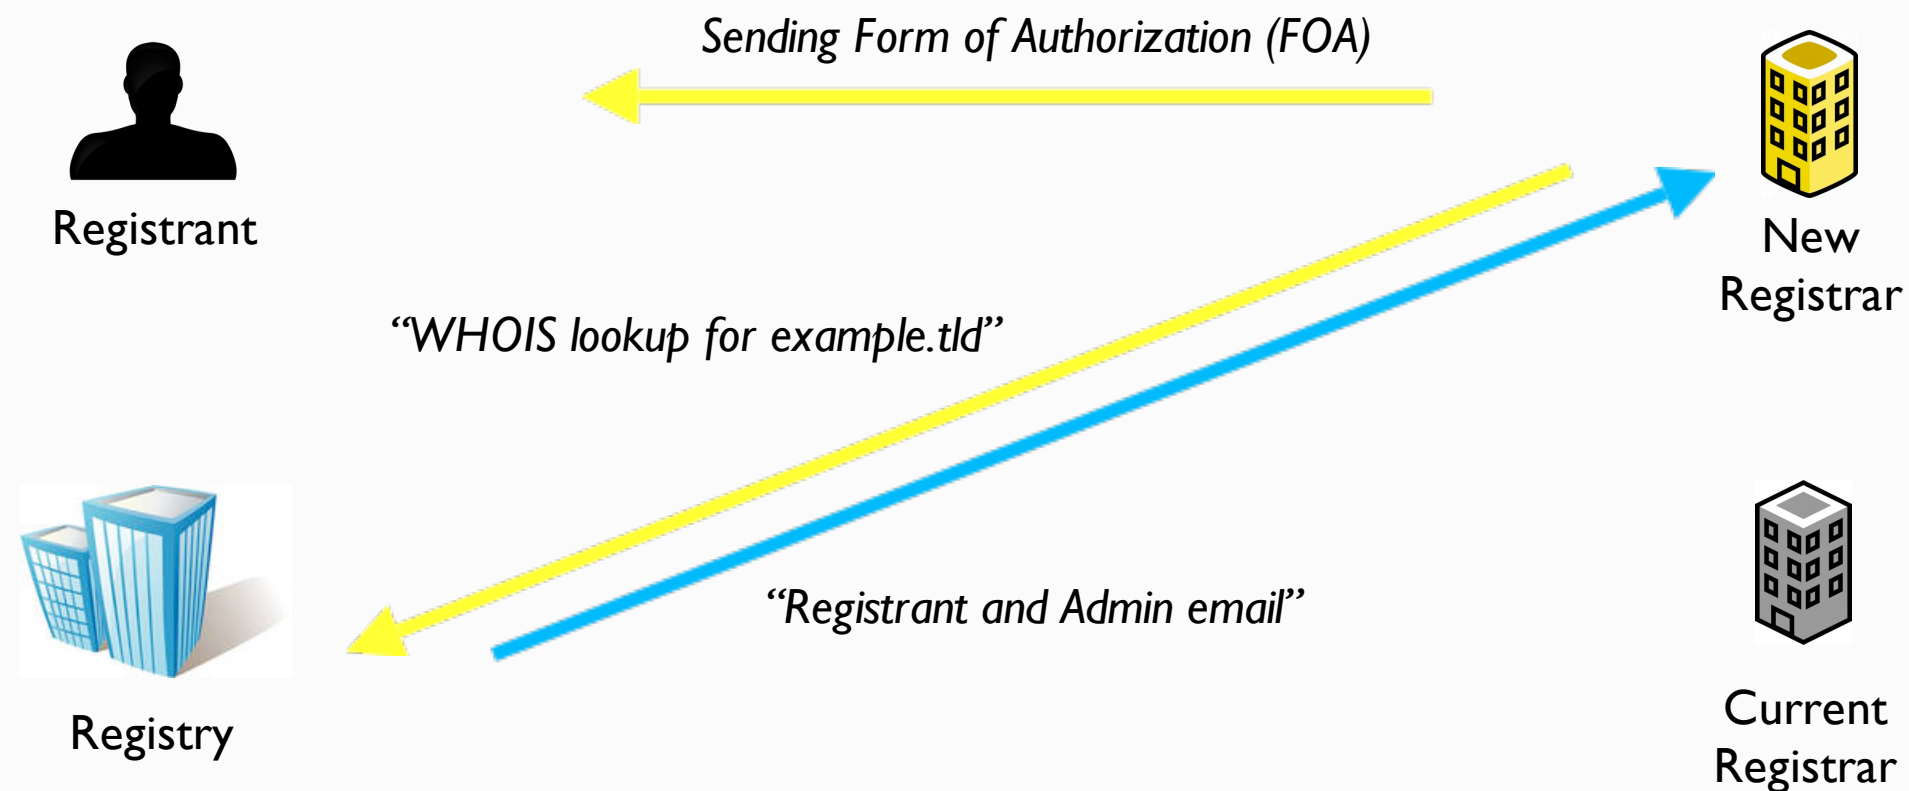 Sending Form of Authorization (FOA)
Registrant
New
Registrar
“WHOIS lookup for example.tld”
“Registrant and Admin email”
Registry
Current
Registrar